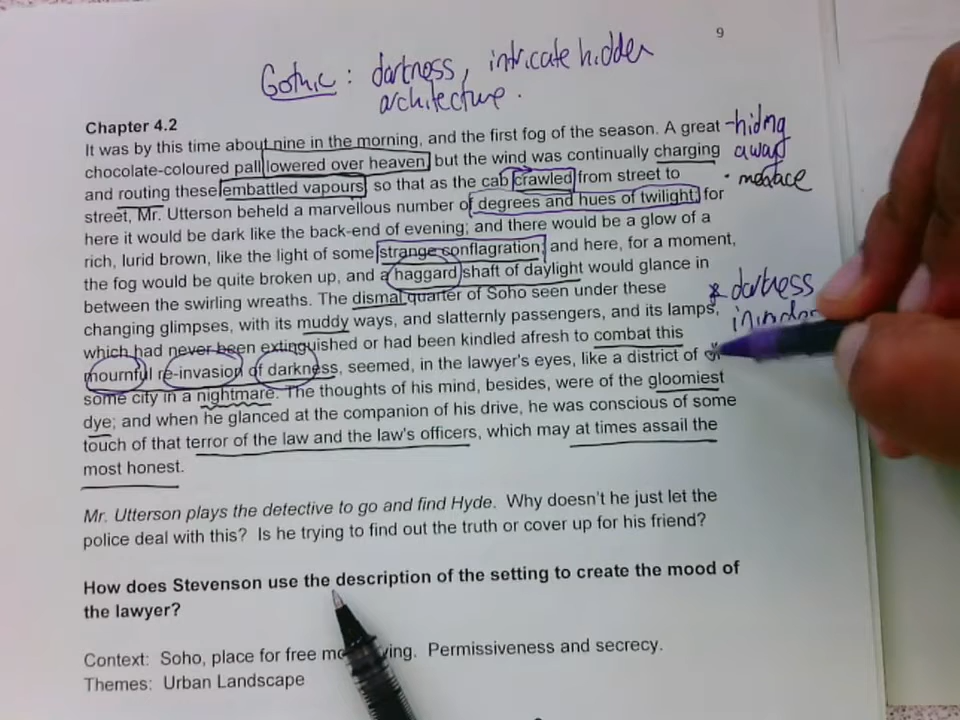 9
Gothic: darkness, intricate hidden
architecture.
Chapter 4.2
It was by this time about nine in the morning, and the first fog of the season. A great
chocolate-coloured pall lowered over heaven, but the wind was continually charging
and routing these embattled vapours; so that as the cab crawled from street to
street, Mr. Utterson beheld a marvellous number of degrees and hues of twilight; for
here it would be dark like the back-end of evening; and there would be a glow of a
rich, lurid brown, like the light of some strange conflagration; and here, for a moment,
the fog would be quite broken up, and a haggard shaft of daylight would glance in
between the swirling wreaths. The dismal quarter of Soho seen under these
changing glimpses, with its muddy ways, and slatternly passengers, and its lamps,
which had never been extinguished or had been kindled afresh to combat this
mournful re-invasion of darkness, seemed, in the lawyer's eyes, like a district of
some city in a nightmare. The thoughts of his mind, besides, were of the gloomiest
dye; and when he glanced at the companion of his drive, he was conscious of some
touch of that terror of the law and the law's officers, which may at times assail the
most honest.
-hiding
away
• menace
* darkness
Mr. Utterson plays the detective to go and find Hyde. Why doesn't he just let the
police deal with this? Is he trying to find out the truth or cover up for his friend?
How does Stevenson use the description of the setting to create the mood of
the lawyer?
Context: Soho, place for free Permissiveness and secrecy.
Themes: Urban Landscape